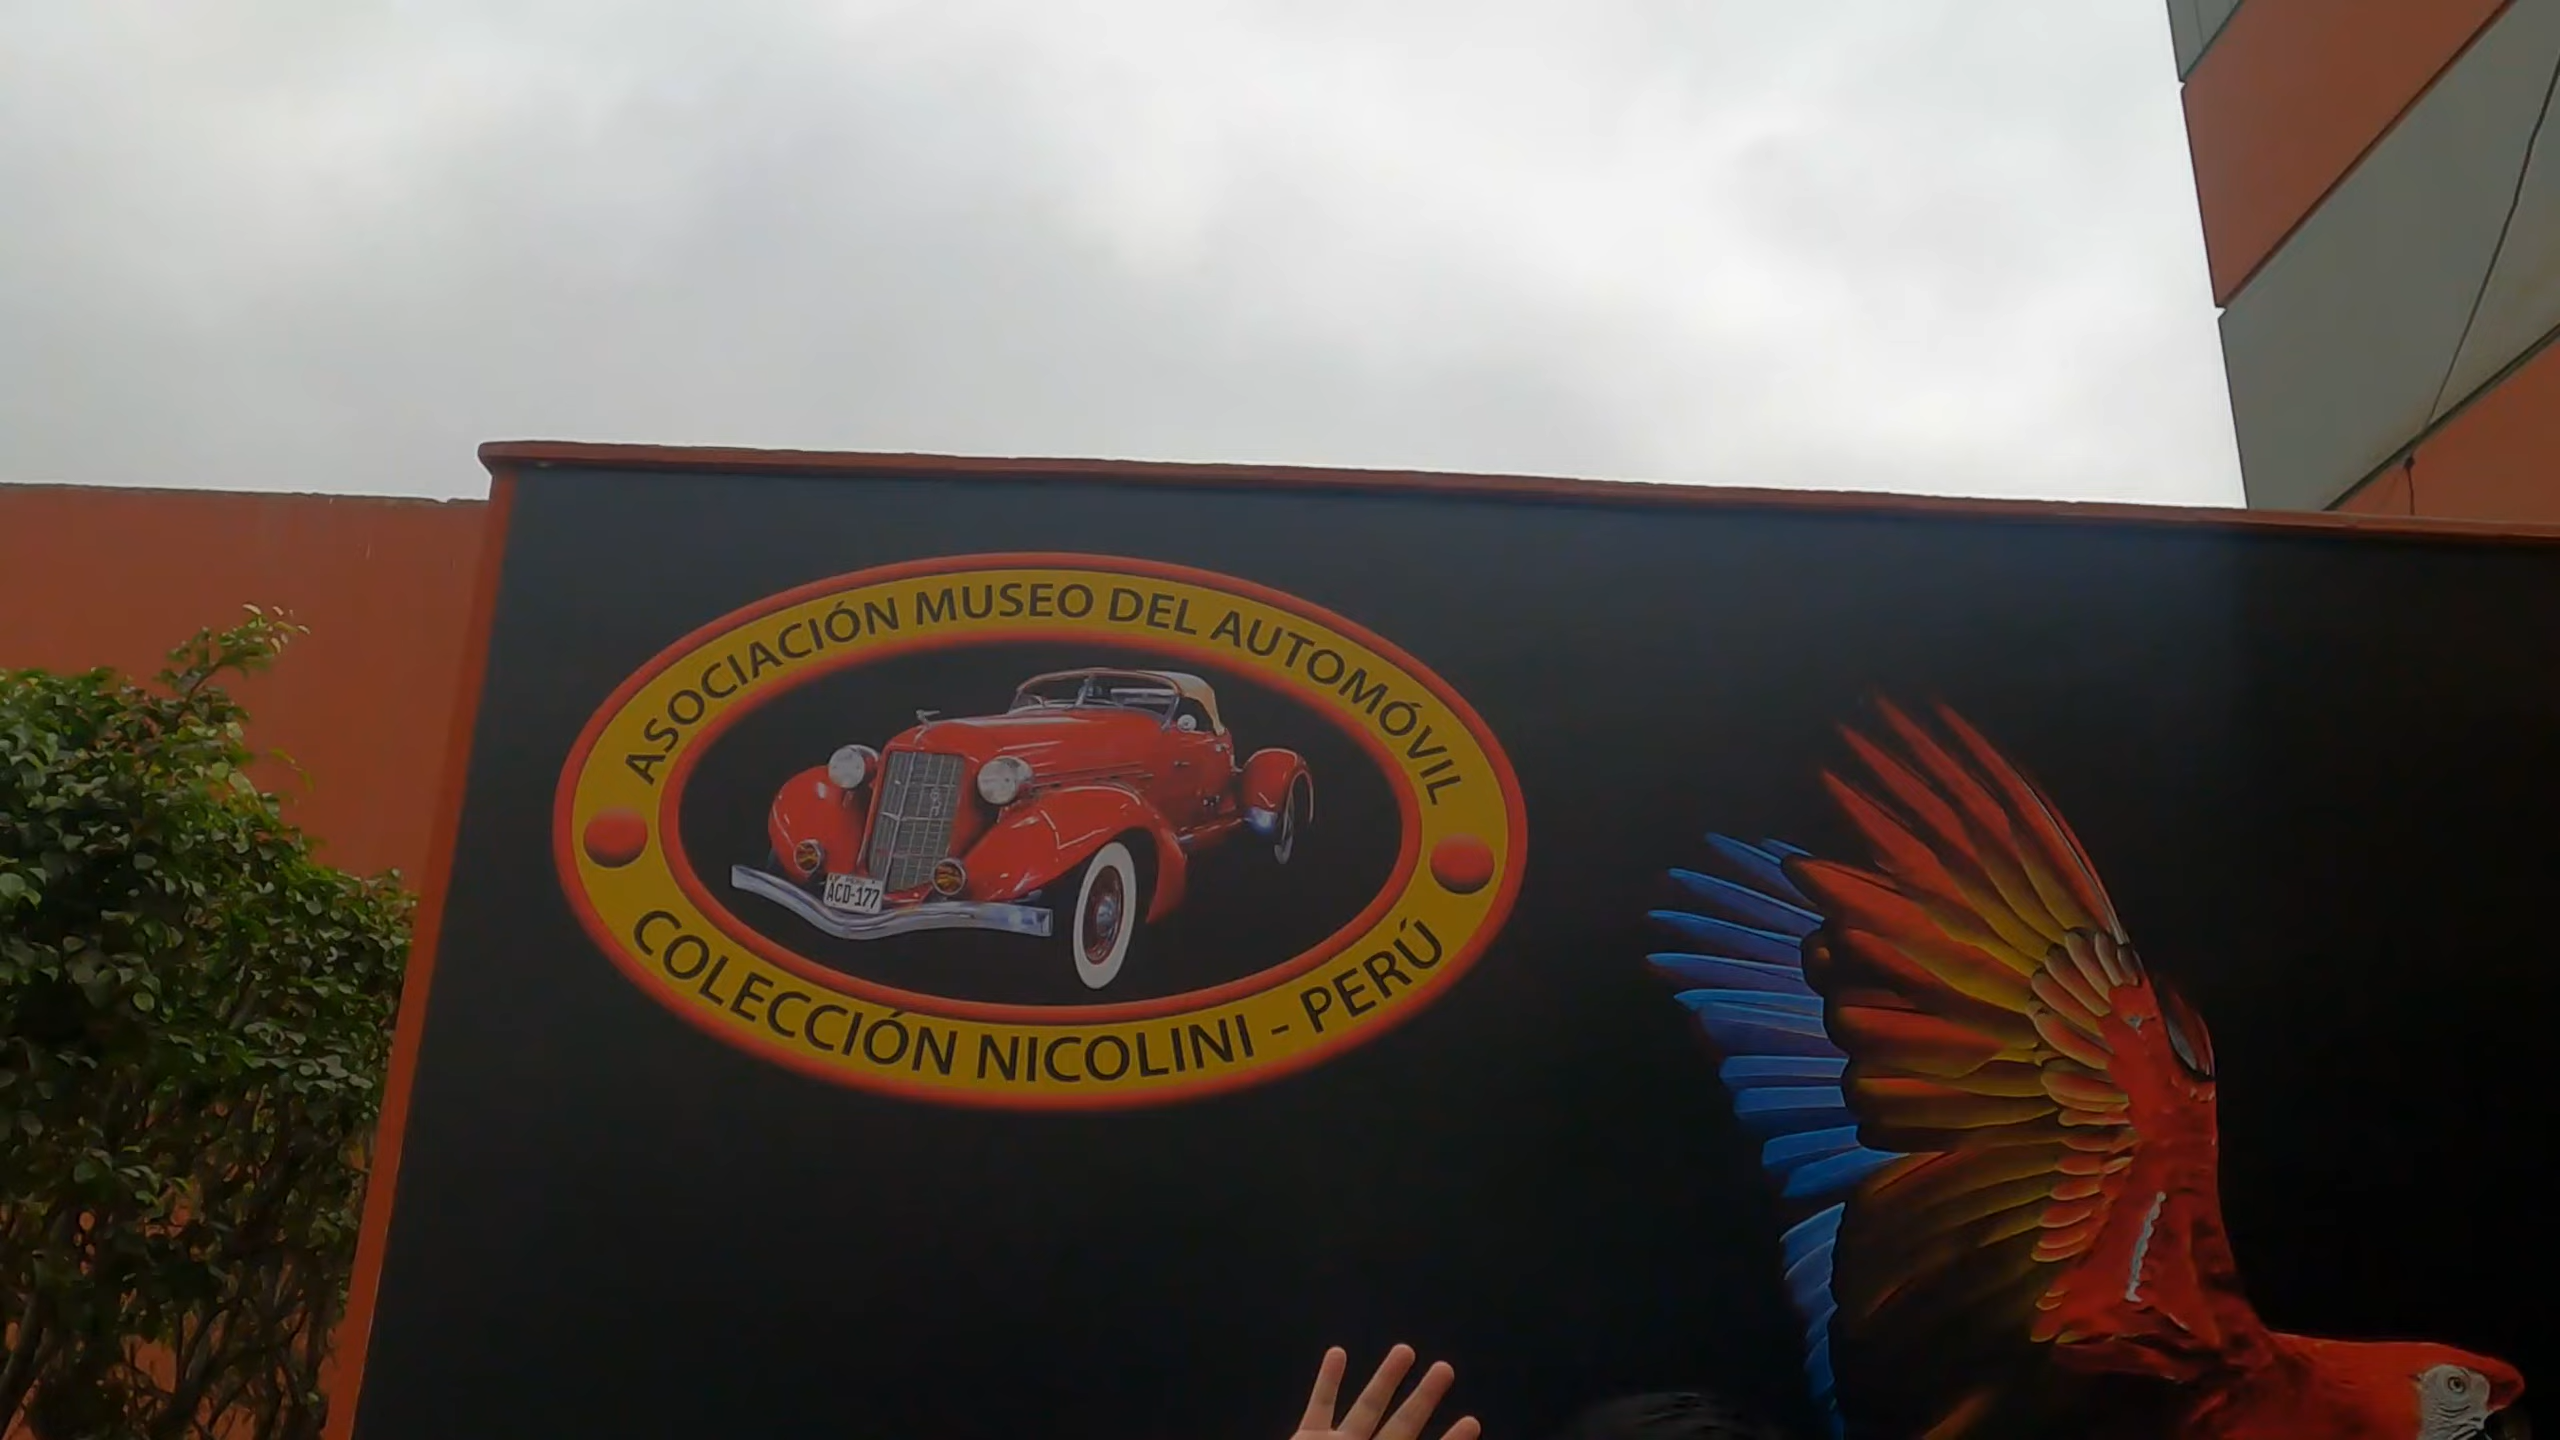 ASOCIACIÓN MUSEO DEL AUTOMÓVIL
ACD-177
COLECCIÓN NICOLINI - PERÚ